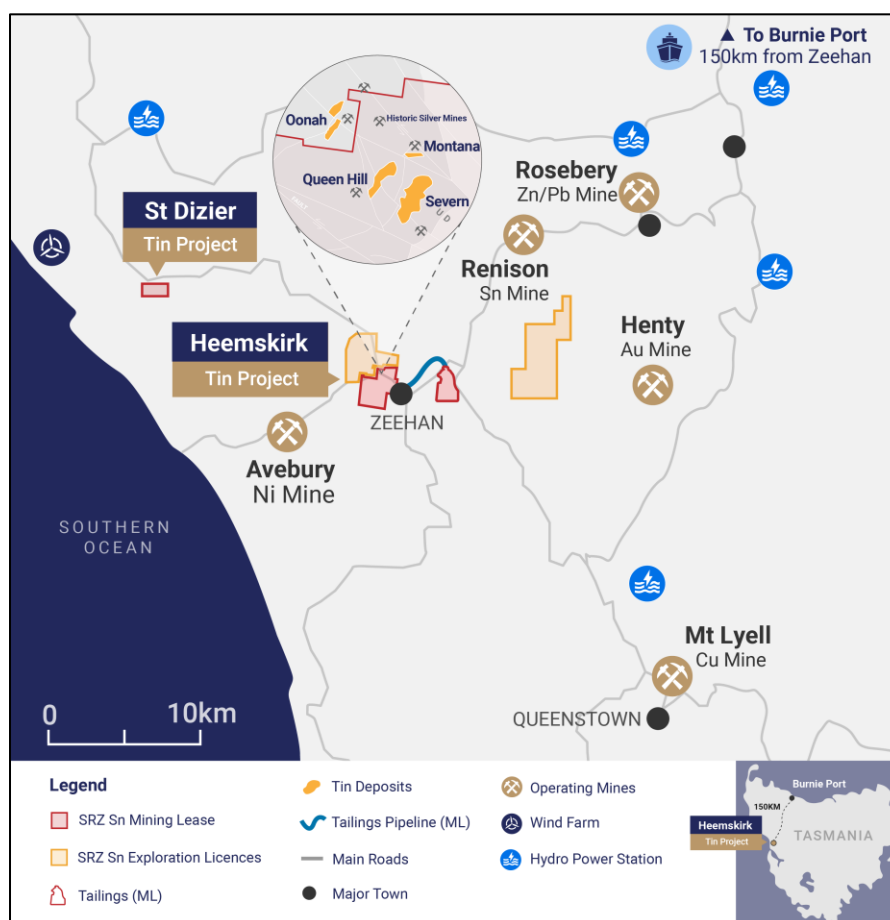 ▲ To Burnie Port
150km from Zeehan
Oonah
Historic Silver Mines
Montana
Queen Hill
Severn
St Dizier
Tin Project
Rosebery
Zn/Pb Mine
Renison
Sn Mine
Henty
Au Mine
Heemskirk
Tin Project
ZEEHAN
Avebury
Ni Mine
SOUTHERN
OCEAN
Mt Lyell
Cu Mine
QUEENSTOWN
0 10km
Legend
SRZ Sn Mining Lease
SRZ Sn Exploration Licences
Tailings (ML)
Tin Deposits
Tailings Pipeline (ML)
Main Roads
Major Town
Operating Mines
Wind Farm
Hydro Power Station
Burnie Port
150KM
Heemskirk
Tin Project
TASMANIA